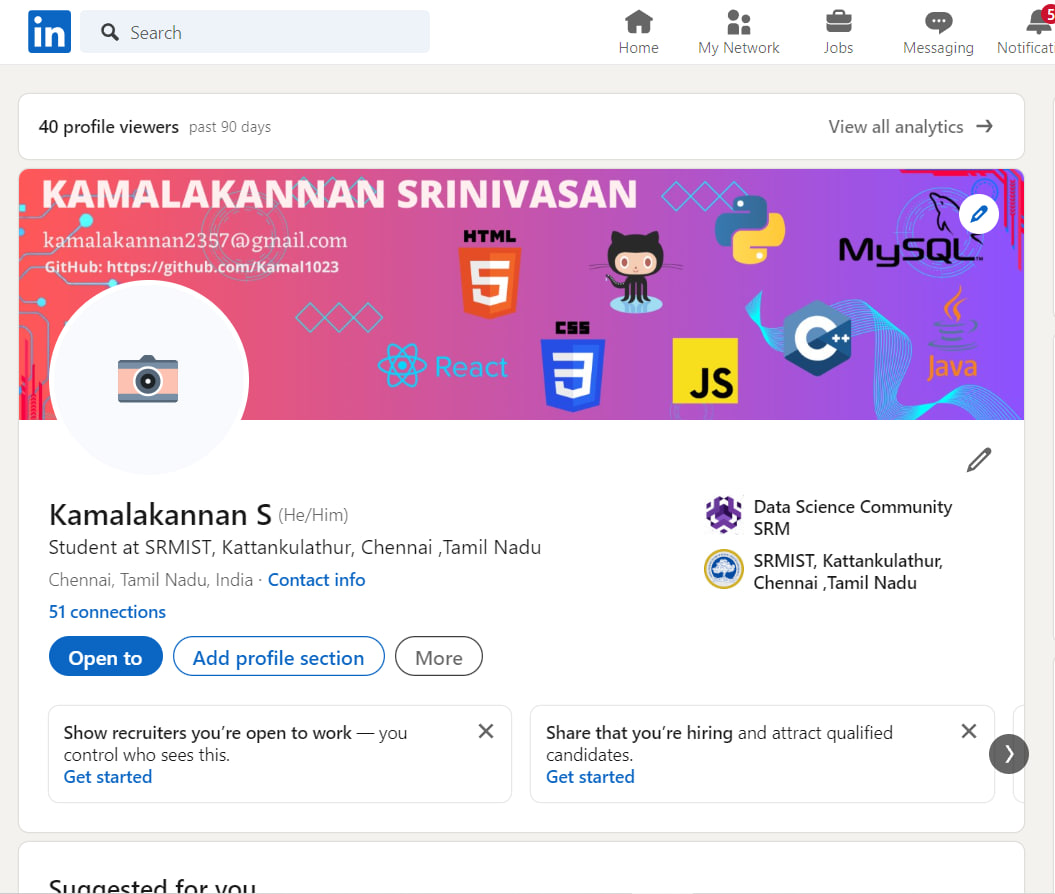 in
Search
Home
My Network
Jobs
Messaging
5
Notificat
40 profile viewers past 90 days
View all analytics →
KAMALAKANNAN SRINIVASAN
kamalakannan2357@gmail.com
GitHub: https://github.com/Kamal1023
HTML
5
MySQL™
CSS
3
React
JS
C++
Java
Kamalakannan S (He/Him)
Student at SRMIST, Kattankulathur, Chennai ,Tamil Nadu
Chennai, Tamil Nadu, India · Contact info
51 connections
Data Science Community
SRM
SRMIST, Kattankulathur,
Chennai ,Tamil Nadu
Open to
Add profile section
More
Show recruiters you’re open to work — you
control who sees this.
Get started
Share that you’re hiring and attract qualified
candidates.
Get started
Suggested for you